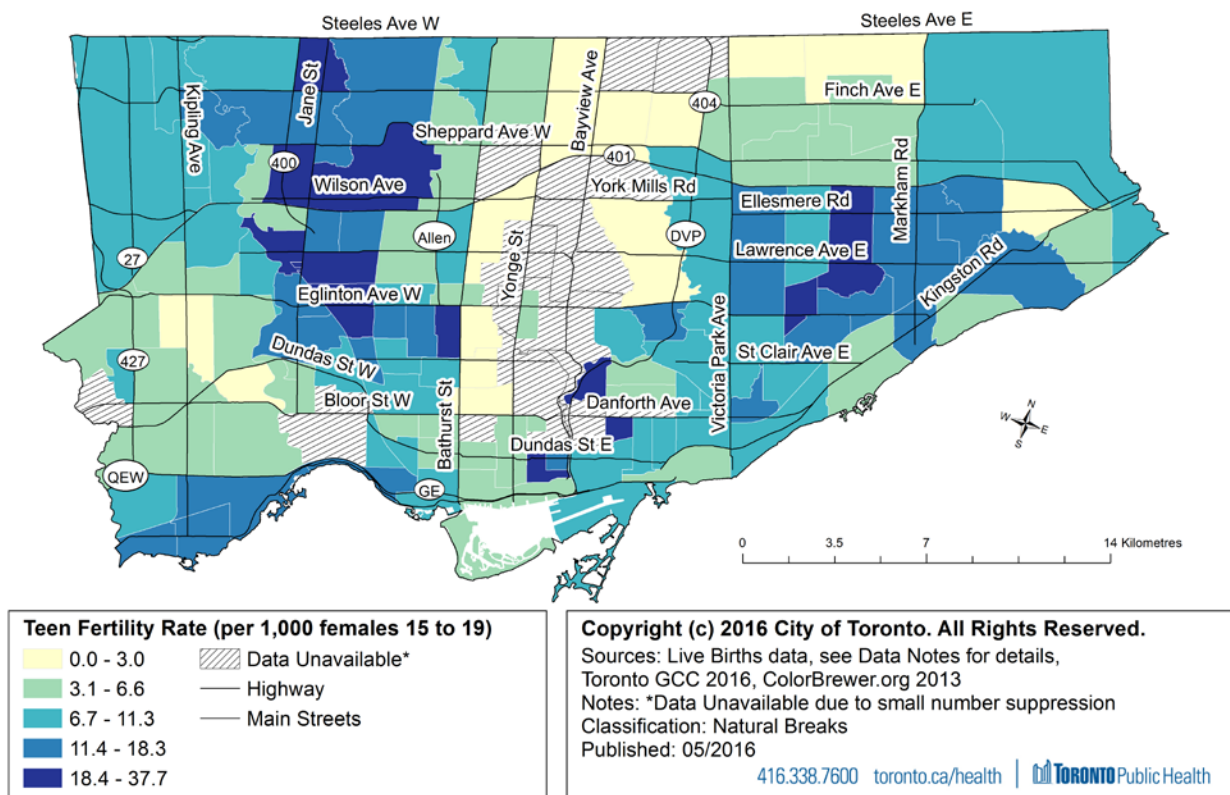 Steeles Ave W
Steeles Ave E
Jane St
Kipling Ave
Bayview Ave
Finch Ave E
404
Sheppard Ave W
400
401
Markham Rd
Wilson Ave
York Mills Rd
Ellesmere Rd
Allen
DVP
Yonge St
Lawrence Ave E
27
Kingston Rd
Eglinton Ave W
427
Dundas St W
St Clair Ave E
Victoria Park Ave
Bloor St W
Bathurst St
Danforth Ave
Dundas St E
N
W
E
S
QEW
GE
0 3.5 7 14 Kilometres
Teen Fertility Rate (per 1,000 females 15 to 19)
0.0 - 3.0
3.1 - 6.6
6.7 - 11.3
11.4 - 18.3
18.4 - 37.7
Data Unavailable*
Highway
Main Streets
Copyright (c) 2016 City of Toronto. All Rights Reserved.
Sources: Live Births data, see Data Notes for details,
Toronto GCC 2016, ColorBrewer.org 2013
Notes: *Data Unavailable due to small number suppression
Classification: Natural Breaks
Published: 05/2016
416.338.7600 toronto.ca/health TORONTO Public Health